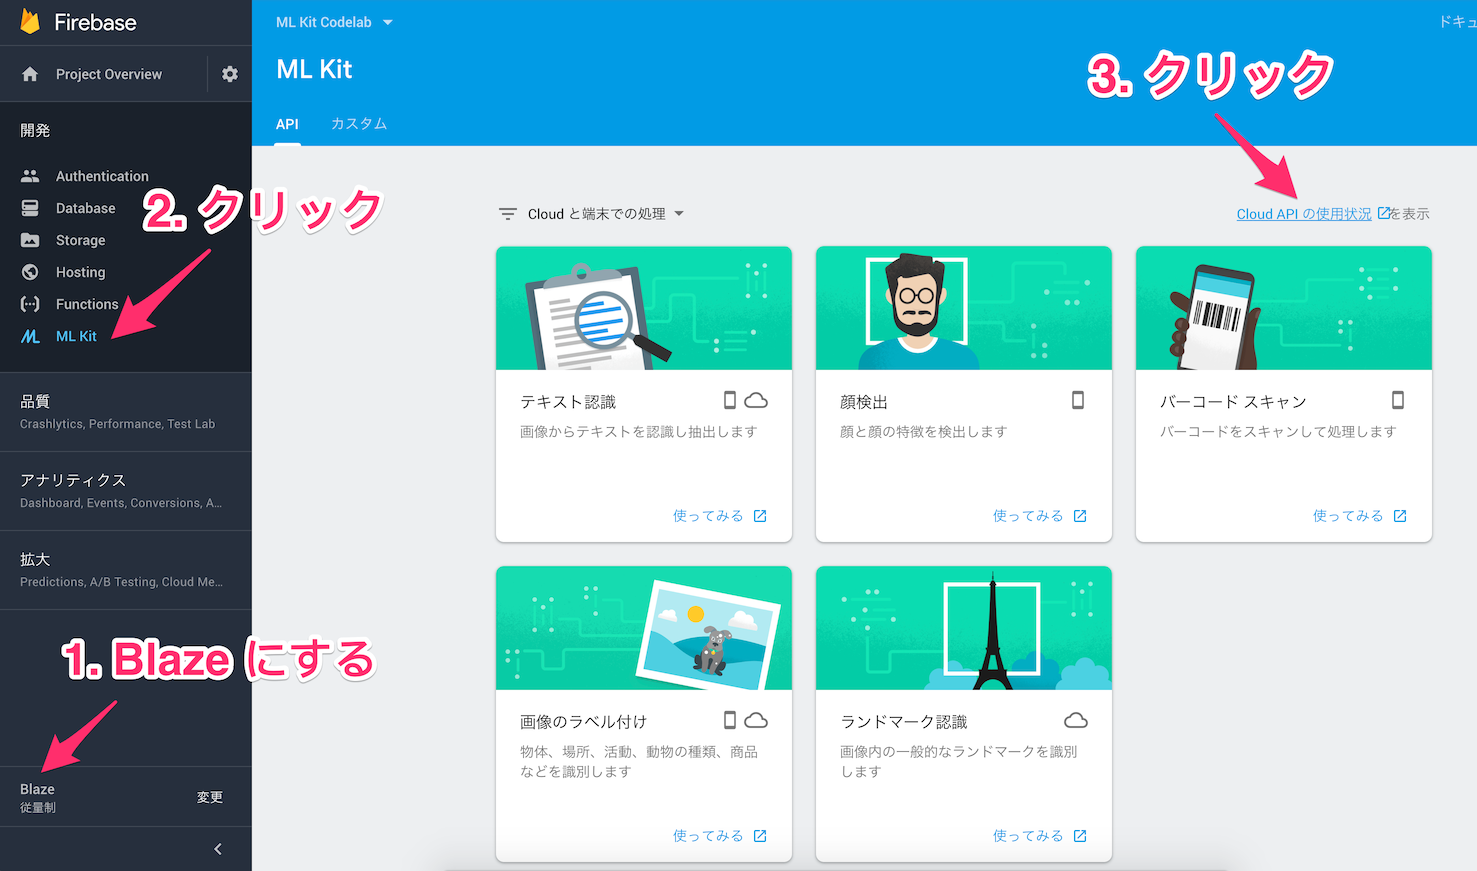 Firebase
Project Overview
開発
Authentication
Database
Storage
Hosting
Functions
ML Kit
品質
Crashlytics, Performance, Test Lab
アナリティクス
Dashboard, Events, Conversions, A...
拡大
Predictions, A/B Testing, Cloud Me...
1. Blaze にする
Blaze
従量制
変更
2. クリック
ML Kit Codelab
ドキュ
ML Kit
API
カスタム
3. クリック
Cloud と端末での処理
Cloud API の使用状況 を表示
テキスト認識
画像からテキストを認識し抽出します
使ってみる
顔検出
顔と顔の特徴を検出します
使ってみる
バーコード スキャン
バーコードをスキャンして処理します
使ってみる
画像のラベル付け
物体、場所、活動、動物の種類、商品
などを識別します
使ってみる
ランドマーク認識
画像内の一般的なランドマークを識別
します
使ってみる